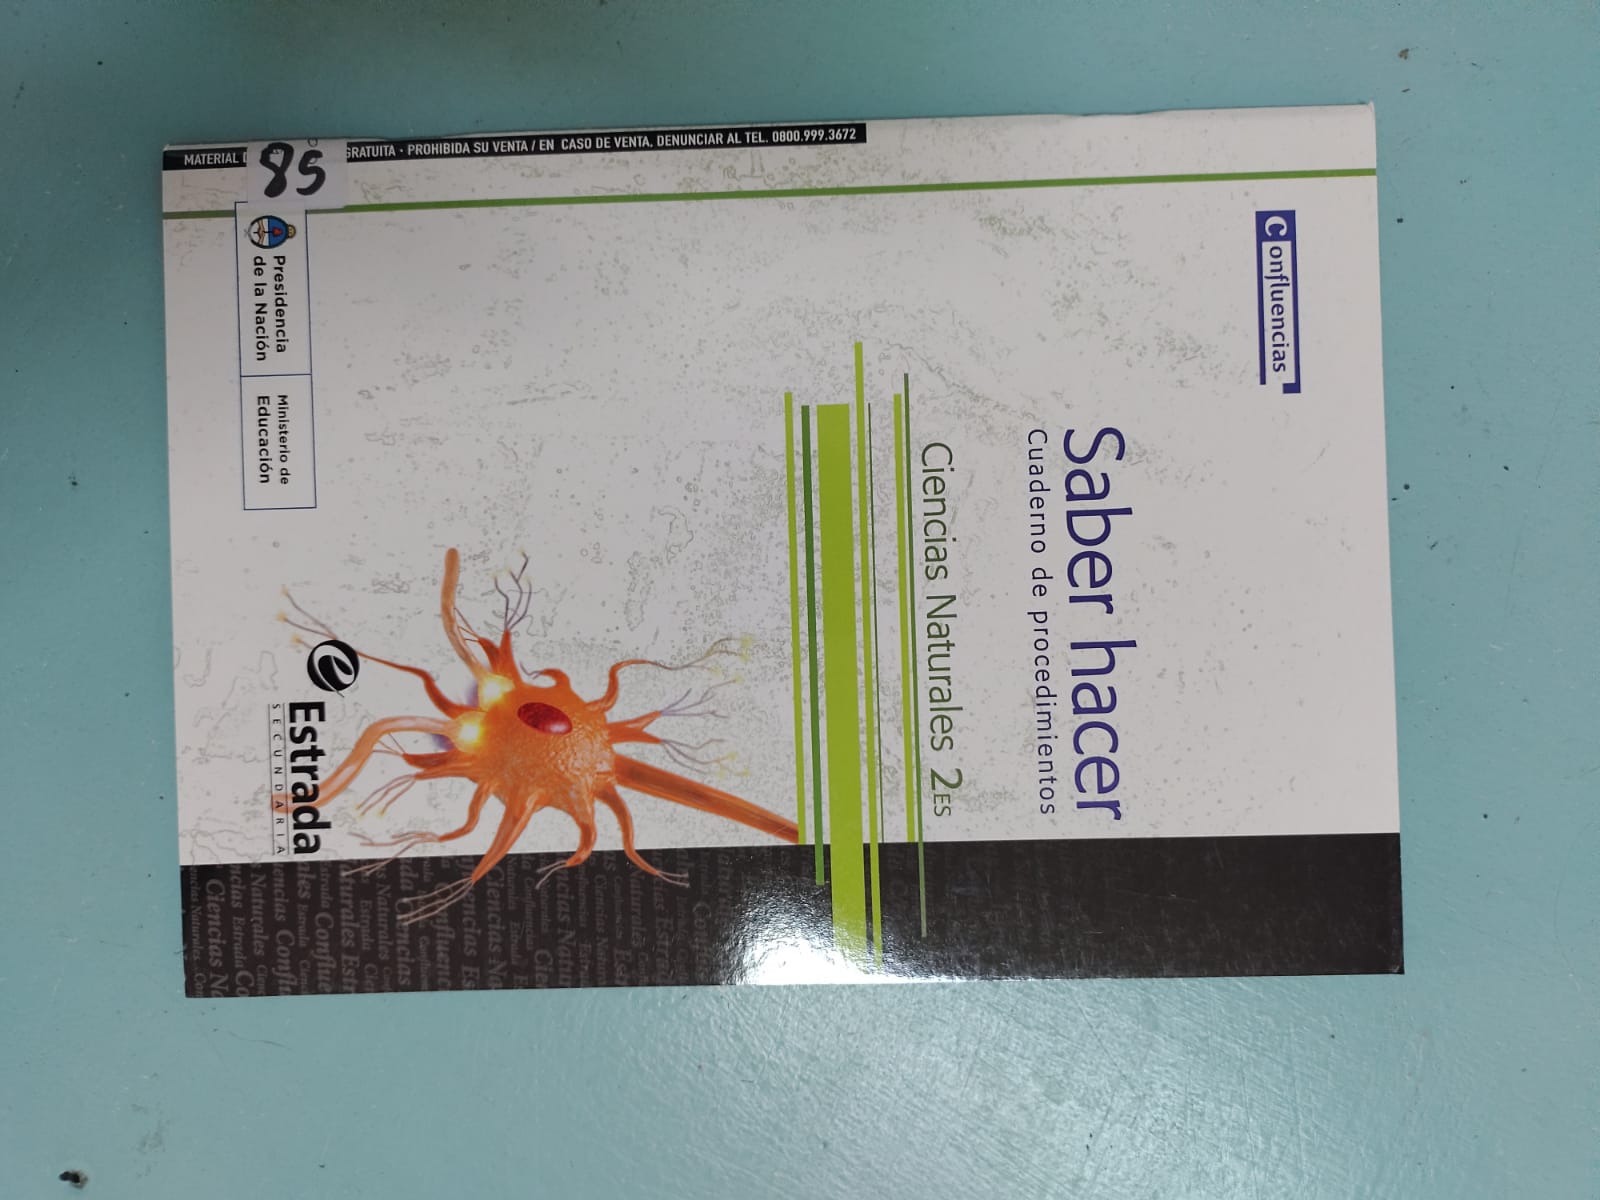 Confluencias
Saber hacer
Cuaderno de procedimientos
Ciencias Naturales 2ES
Presidencia
de la Nación
Ministerio de
Educación
Estrada
SECUNDARIA
MATERIAL
85
GRATUITA · PROHIBIDA SU VENTA / EN CASO DE VENTA, DENUNCIAR AL TEL. 0800.999.3672